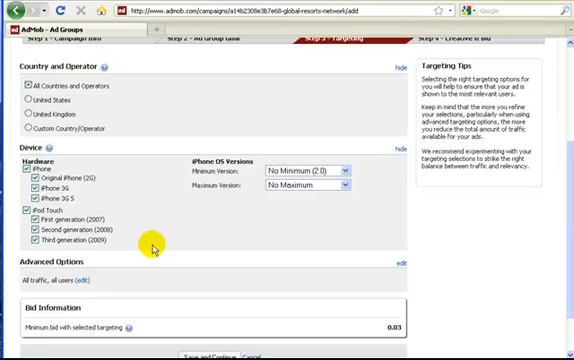 http://www.admob.com/campaigns/a14b2308e3b7e68-global-resorts-network/add
Google
AdMob - Ad Groups
Step 1 - Campaign Info
Step 2 - Ad Group Goal
Step 3 - Targeting
Step 4 - Creative & Bid
Country and Operator
hide
All Countries and Operators
United States
United Kingdom
Custom Country/Operator
Device
hide
Hardware
iPhone
Original iPhone (2G)
iPhone 3G
iPhone 3G S
iPod Touch
First generation (2007)
Second generation (2008)
Third generation (2009)
iPhone OS Versions
Minimum Version:
No Minimum (2.0)
Maximum Version:
No Maximum
Advanced Options
edit
All traffic, all users (edit)
Bid Information
Minimum bid with selected targeting
0.03
Save and Continue
Cancel
Targeting Tips
Selecting the right targeting options for
you will help to ensure that your ad is
shown to the most relevant users.
Keep in mind that the more you refine
your selections, particularly when using
advanced targeting options, the more
you reduce the total amount of traffic
available for your ads.
We recommend experimenting with your
targeting selections to strike the right
balance between traffic and relevancy.